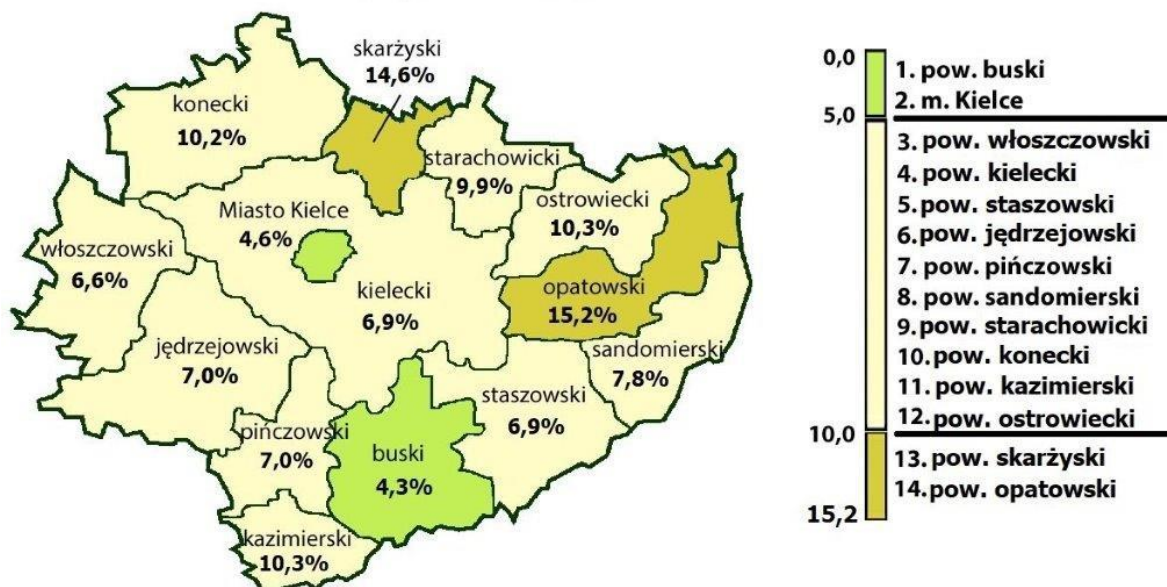 skarżyski
14,6%
konecki
10,2%
starachowicki
9,9%
ostrowiecki
10,3%
Miasto Kielce
4,6%
włoszczowski
6,6%
kielecki
6,9%
opatowski
15,2%
jędrzejowski
7,0%
sandomierski
7,8%
staszowski
6,9%
pińczowski
7,0%
buski
4,3%
kazimierski
10,3%
0,0
5,0
10,0
15,2
1. pow. buski
2. m. Kielce
3. pow. włoszczowski
4. pow. kielecki
5. pow. staszowski
6. pow. jędrzejowski
7. pow. pińczowski
8. pow. sandomierski
9. pow. starachowicki
10. pow. konecki
11. pow. kazimierski
12. pow. ostrowiecki
13. pow. skarżyski
14. pow. opatowski